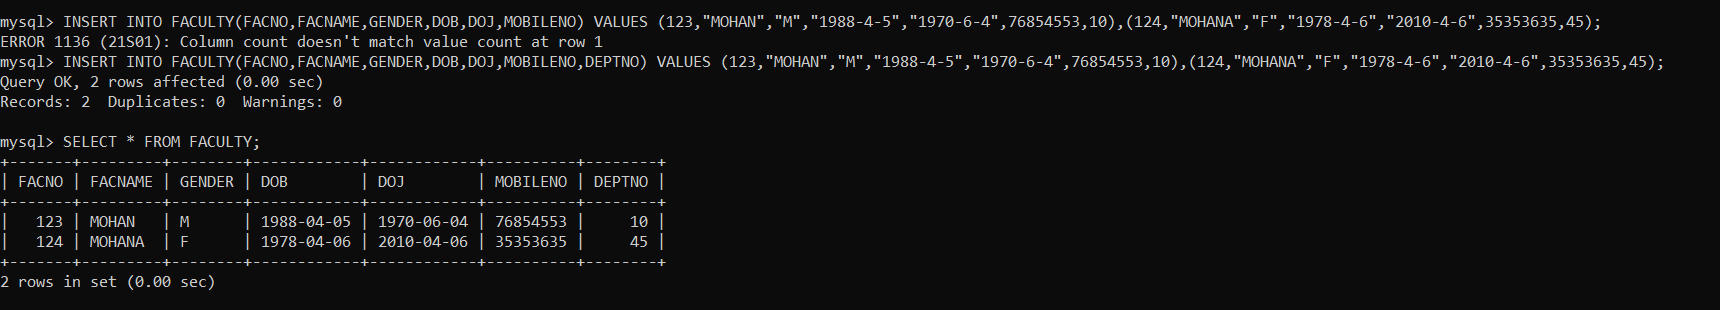 mysql> INSERT INTO FACULTY(FACNO,FACNAME,GENDER,DOB,DOJ,MOBILENO) VALUES (123,"MOHAN","M","1988-4-5","1970-6-4",76854553,10),(124,"MOHANA","F","1978-4-6","2010-4-6",35353635,45);
ERROR 1136 (21S01): Column count doesn't match value count at row 1
mysql> INSERT INTO FACULTY(FACNO,FACNAME,GENDER,DOB,DOJ,MOBILENO,DEPTNO) VALUES (123,"MOHAN","M","1988-4-5","1970-6-4",76854553,10),(124,"MOHANA","F","1978-4-6","2010-4-6",35353635,45);
Query OK, 2 rows affected (0.00 sec)
Records: 2  Duplicates: 0  Warnings: 0

mysql> SELECT * FROM FACULTY;
+-------+---------+--------+------------+------------+----------+--------+
| FACNO | FACNAME | GENDER | DOB        | DOJ        | MOBILENO | DEPTNO |
+-------+---------+--------+------------+------------+----------+--------+
|   123 | MOHAN   | M      | 1988-04-05 | 1970-06-04 | 76854553 |     10 |
|   124 | MOHANA  | F      | 1978-04-06 | 2010-04-06 | 35353635 |     45 |
+-------+---------+--------+------------+------------+----------+--------+
2 rows in set (0.00 sec)